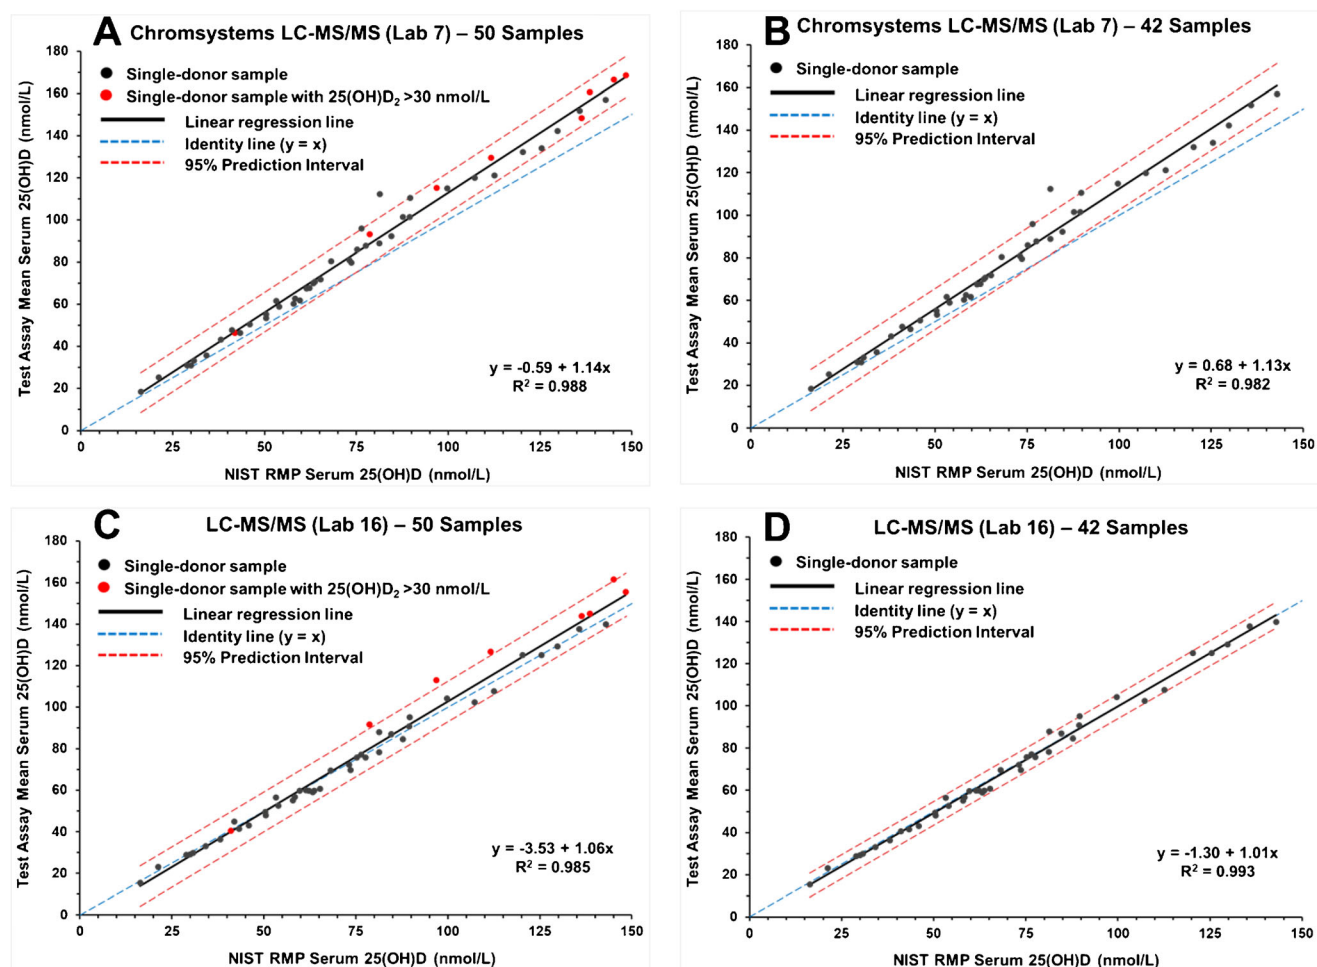 A Chromsystems LC-MS/MS (Lab 7) – 50 Samples
Single-donor sample
Single-donor sample with 25(OH)D₂ >30 nmol/L
Linear regression line
Identity line (y = x)
95% Prediction Interval
y = -0.59 + 1.14x
R² = 0.988
Test Assay Mean Serum 25(OH)D (nmol/L)
180
160
140
120
100
80
60
40
20
0
0 25 50 75 100 125 150
NIST RMP Serum 25(OH)D (nmol/L)
B Chromsystems LC-MS/MS (Lab 7) – 42 Samples
Single-donor sample
Linear regression line
Identity line (y = x)
95% Prediction Interval
y = 0.68 + 1.13x
R² = 0.982
Test Assay Mean Serum 25(OH)D (nmol/L)
180
160
140
120
100
80
60
40
20
0
0 25 50 75 100 125 150
NIST RMP Serum 25(OH)D (nmol/L)
C LC-MS/MS (Lab 16) – 50 Samples
Single-donor sample
Single-donor sample with 25(OH)D₂ >30 nmol/L
Linear regression line
Identity line (y = x)
95% Prediction Interval
y = -3.53 + 1.06x
R² = 0.985
Test Assay Mean Serum 25(OH)D (nmol/L)
180
160
140
120
100
80
60
40
20
0
0 25 50 75 100 125 150
NIST RMP Serum 25(OH)D (nmol/L)
D LC-MS/MS (Lab 16) – 42 Samples
Single-donor sample
Linear regression line
Identity line (y = x)
95% Prediction Interval
y = -1.30 + 1.01x
R² = 0.993
Test Assay Mean Serum 25(OH)D (nmol/L)
180
160
140
120
100
80
60
40
20
0
0 25 50 75 100 125 150
NIST RMP Serum 25(OH)D (nmol/L)